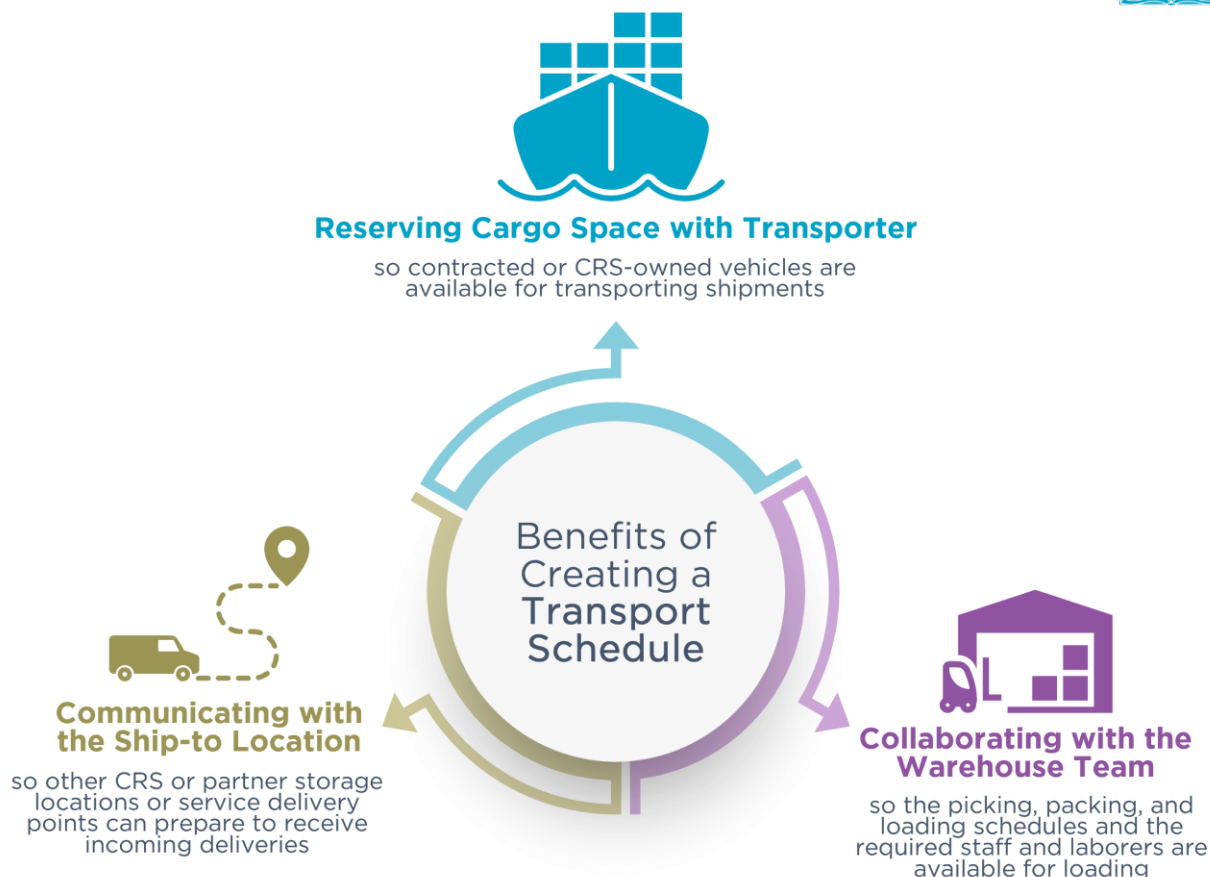 Reserving Cargo Space with Transporter
so contracted or CRS-owned vehicles are
available for transporting shipments
Benefits of
Creating a
Transport
Schedule
Communicating with
the Ship-to Location
so other CRS or partner storage
locations or service delivery
points can prepare to receive
incoming deliveries
Collaborating with the
Warehouse Team
so the picking, packing, and
loading schedules and the
required staff and laborers are
available for loading